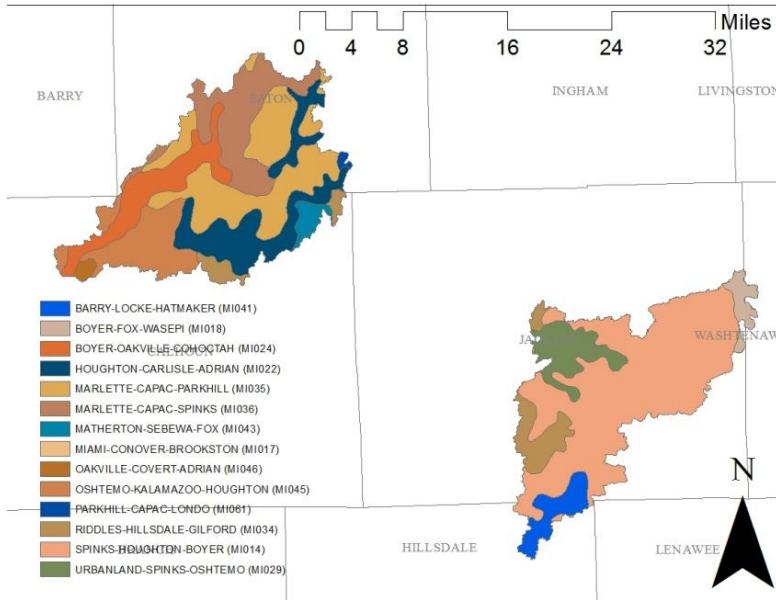 Miles
0 4 8 16 24 32
BARRY
EATON
INGHAM
LIVINGSTON
BARRY-LOCKE-HATMAKER (MI041)
BOYER-FOX-WASEPI (MI018)
BOYER-OAKVILLE-COHOCTAH (MI024)
CALHOUN
HOUGHTON-CARLISLE-ADRIAN (MI022)
MARLETTE-CAPAC-PARKHILL (MI035)
MARLETTE-CAPAC-SPINKS (MI036)
MATHERTON-SEBEWA-FOX (MI043)
MIAMI-CONOVER-BROOKSTON (MI017)
OAKVILLE-COVERT-ADRIAN (MI046)
OSHTEMO-KALAMAZOO-HOUGHTON (MI045)
PARKHILL-CAPAC-LONDO (MI061)
RIDDLES-HILLSDALE-GILFORD (MI034)
SPINKS-HOUGHTON-BOYER (MI014)
URBANLAND-SPINKS-OSHTEMO (MI029)
WASHTENAW
HILLSDALE
LENAWEE
N